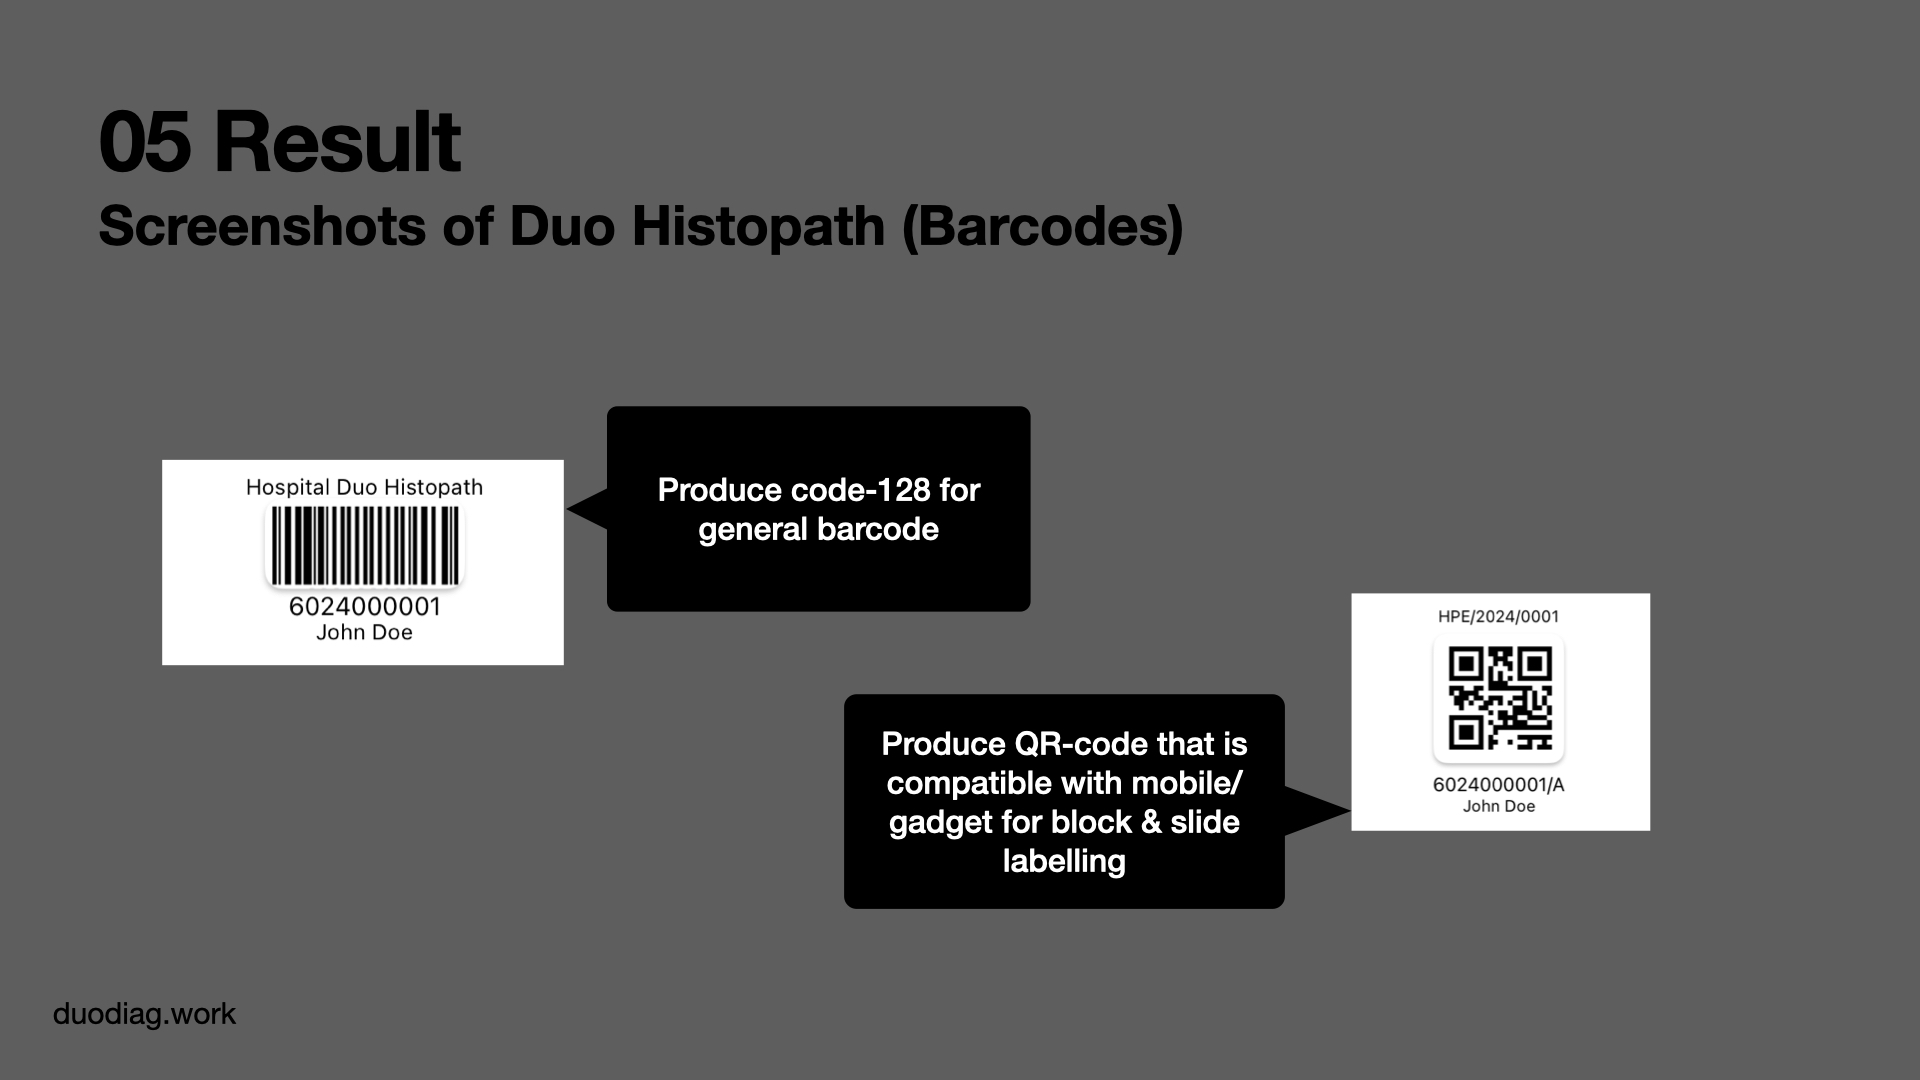 05 Result
Screenshots of Duo Histopath (Barcodes)
Hospital Duo Histopath
6024000001
John Doe
Produce code-128 for
general barcode
Produce QR-code that is
compatible with mobile/
gadget for block & slide
labelling
HPE/2024/0001
6024000001/A
John Doe
duodiag.work